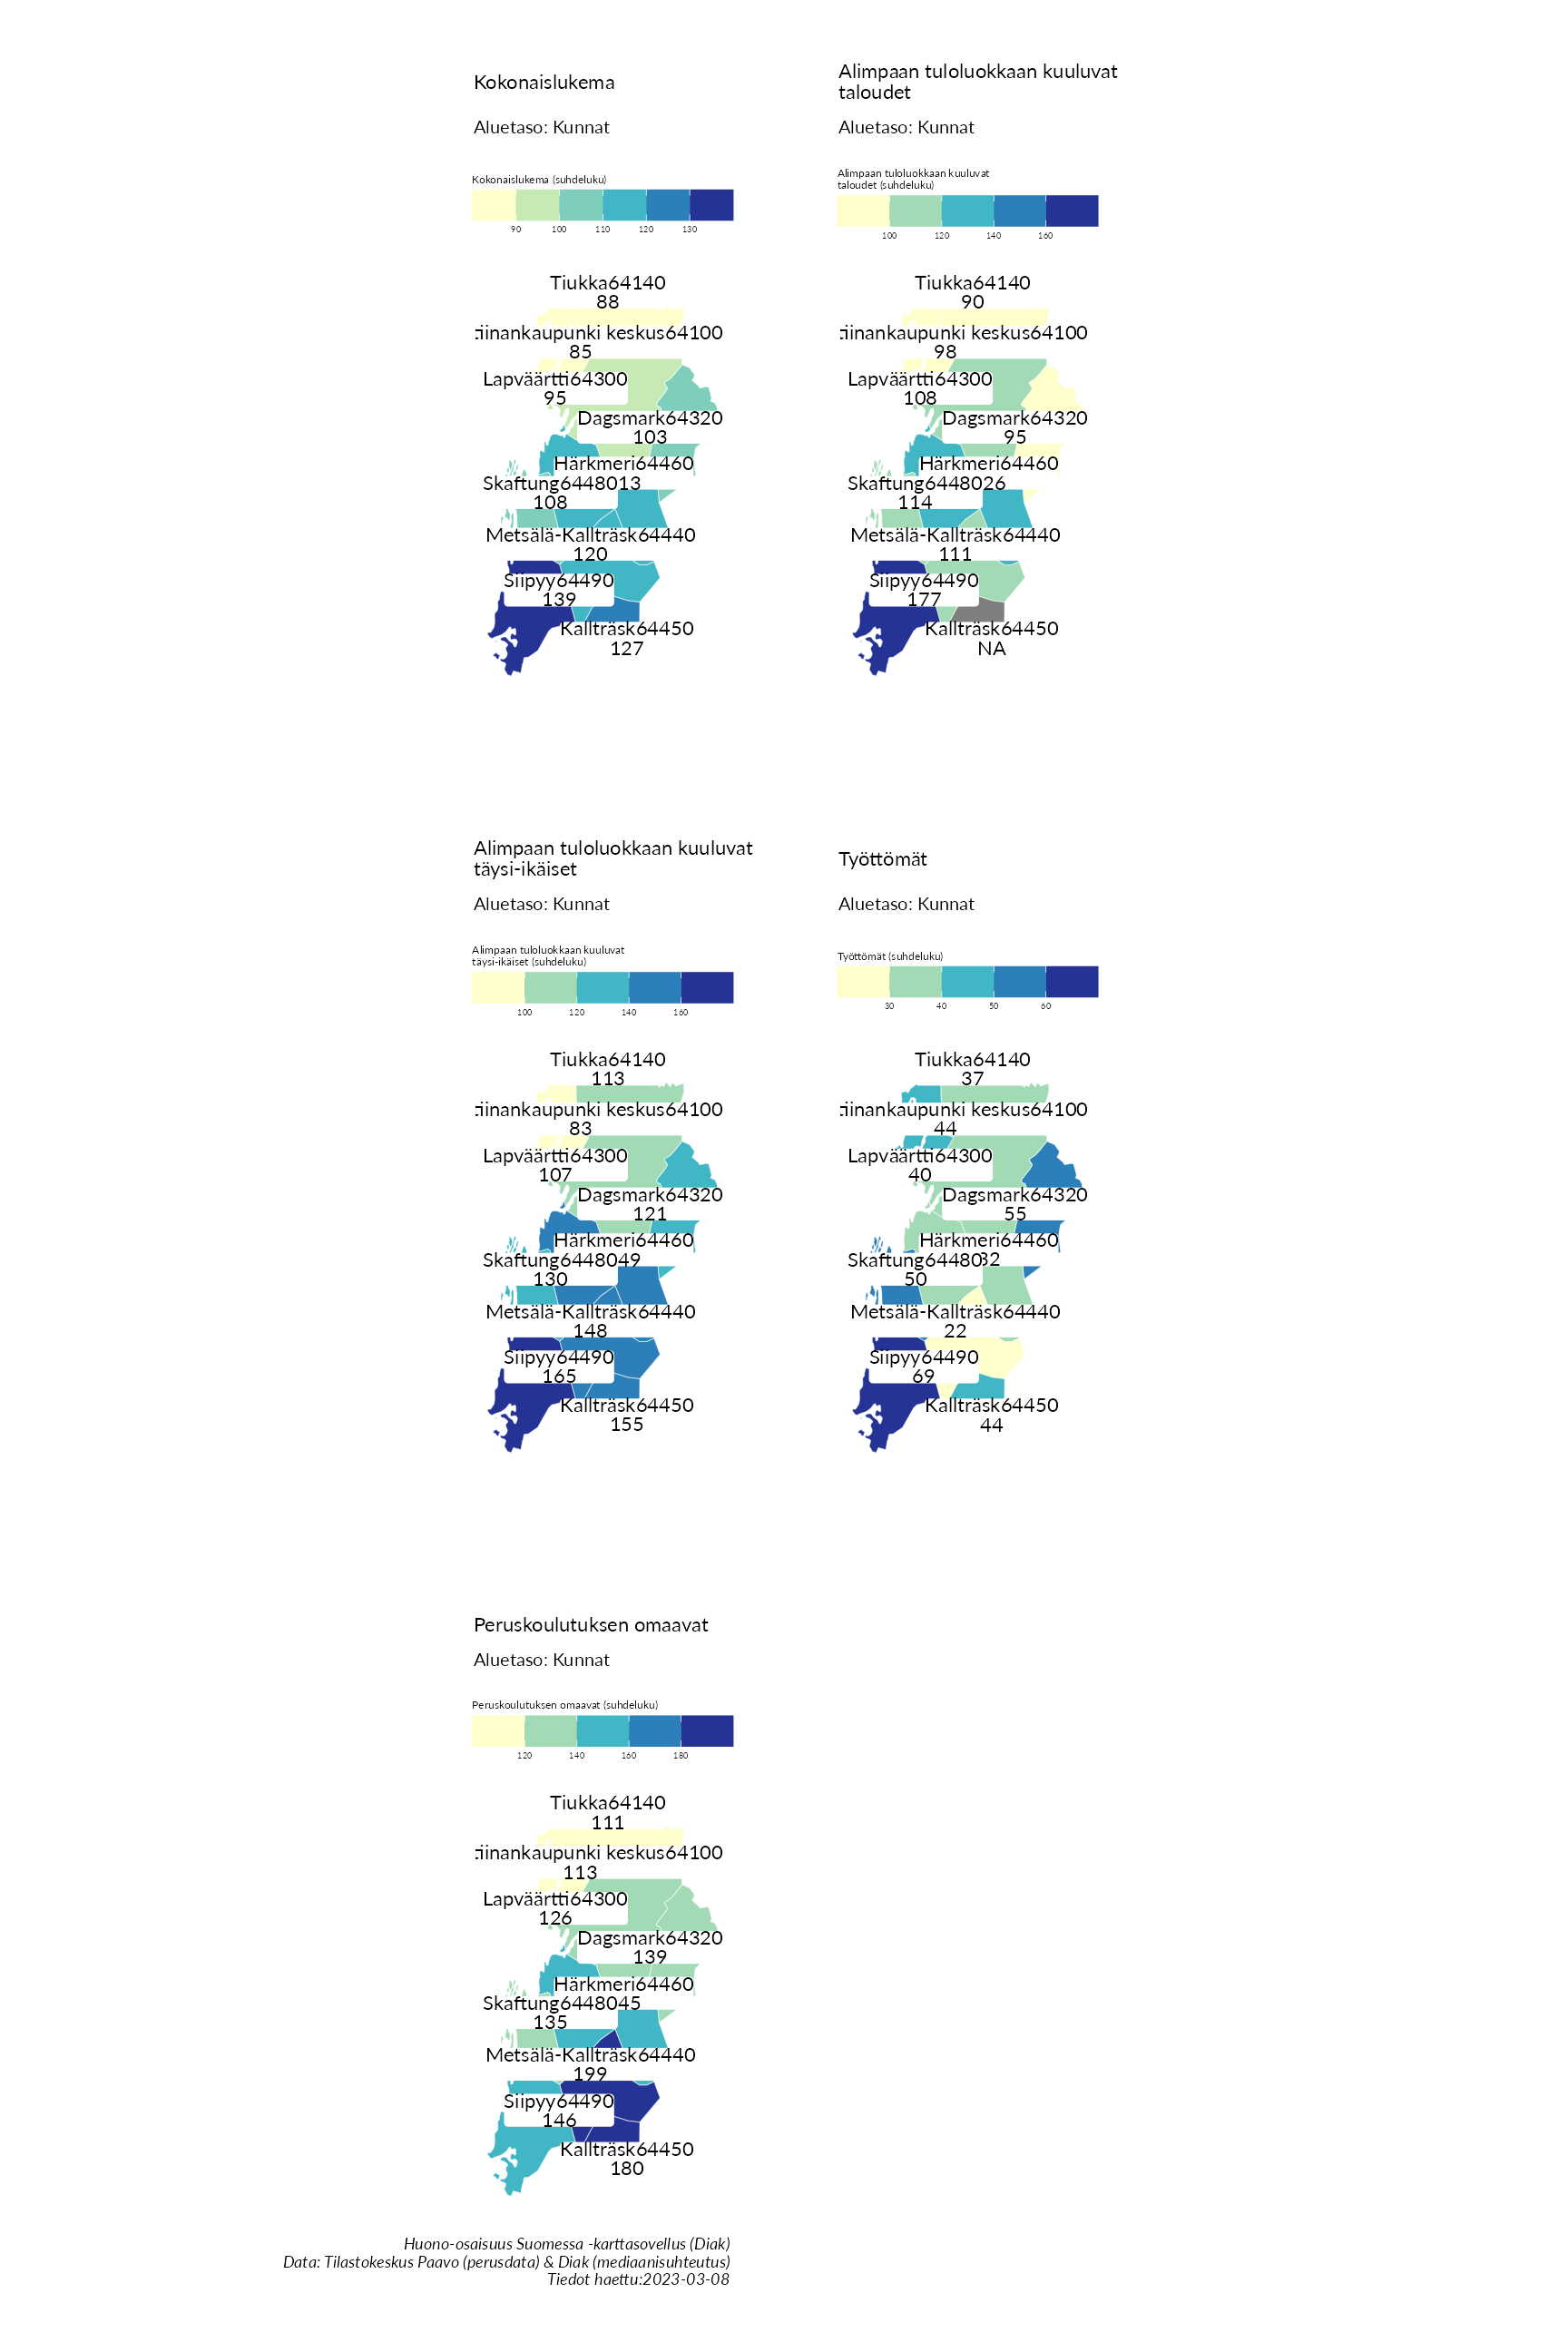 Kokonaislukema
Aluetaso: Kunnat
Kokonaislukema (suhdeluku)
90 100 110 120 130
Tiukka64140
88
iinankaupunki keskus64100
85
Lapväärtti64300
95
Dagsmark64320
103
Härkmeri64460
Skaftung6448013
108
Metsälä-Kallträsk64440
120
Siipyy64490
139
Kallträsk64450
127
Alimpaan tuloluokkaan kuuluvat
taloudet
Aluetaso: Kunnat
Alimpaan tuloluokkaan kuuluvat
taloudet (suhdeluku)
100 120 140 160
Tiukka64140
90
iinankaupunki keskus64100
98
Lapväärtti64300
108
Dagsmark64320
95
Härkmeri64460
Skaftung6448026
114
Metsälä-Kallträsk64440
111
Siipyy64490
177
Kallträsk64450
NA
Alimpaan tuloluokkaan kuuluvat
täysi-ikäiset
Aluetaso: Kunnat
Alimpaan tuloluokkaan kuuluvat
täysi-ikäiset (suhdeluku)
100 120 140 160
Tiukka64140
113
iinankaupunki keskus64100
83
Lapväärtti64300
107
Dagsmark64320
121
Härkmeri64460
Skaftung6448049
130
Metsälä-Kallträsk64440
148
Siipyy64490
165
Kallträsk64450
155
Työttömät
Aluetaso: Kunnat
Työttömät (suhdeluku)
30 40 50 60
Tiukka64140
37
iinankaupunki keskus64100
44
Lapväärtti64300
40
Dagsmark64320
55
Härkmeri64460
32
Skaftung64480
50
Metsälä-Kallträsk64440
22
Siipyy64490
69
Kallträsk64450
44
Peruskoulutuksen omaavat
Aluetaso: Kunnat
Peruskoulutuksen omaavat (suhdeluku)
120 140 160 180
Tiukka64140
111
iinankaupunki keskus64100
113
Lapväärtti64300
126
Dagsmark64320
139
Härkmeri64460
Skaftung6448045
135
Metsälä-Kallträsk64440
199
Siipyy64490
146
Kallträsk64450
180
Huono-osaisuus Suomessa -karttasovellus (Diak)
Data: Tilastokeskus Paavo (perusdata) & Diak (mediaanisuhteutus)
Tiedot haettu:2023-03-08